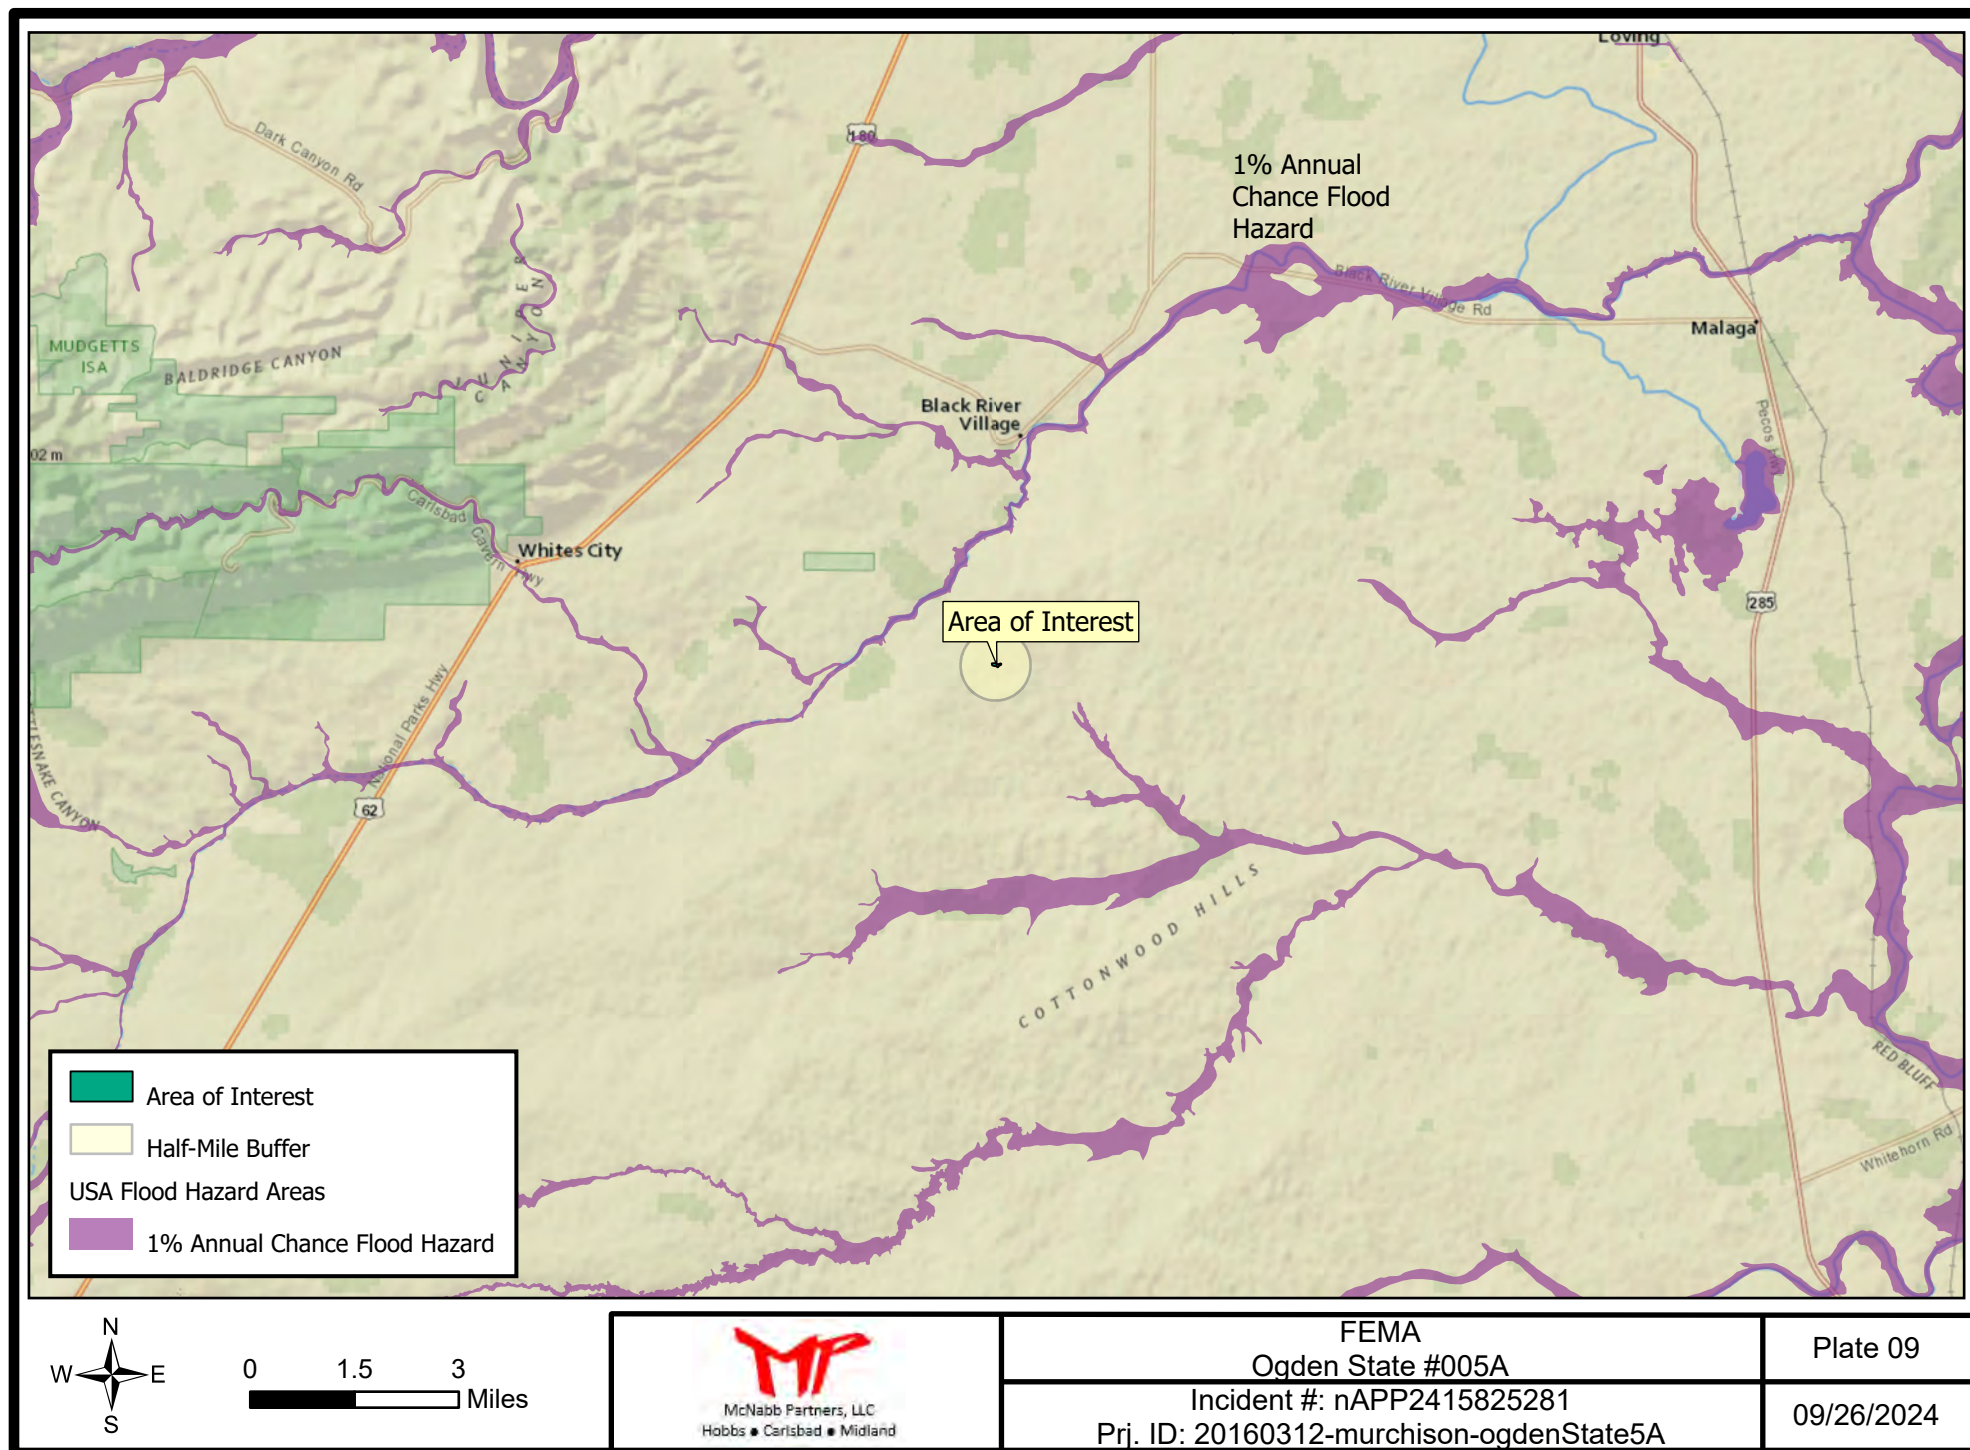 Loving
180
Dark Canyon Rd
1% Annual
Chance Flood
Hazard
JUNIPER
CANYONS
Black River Village Rd
Malaga
MUDGETTS
ISA
BALDRIDGE CANYON
Black River
Village
Pecos Hwy
02 m
Carlsbad Cavern Hwy
Whites City
285
Area of Interest
National Parks Hwy
62
COTTONWOOD HILLS
RED BLUFF
Whitehorn Rd
Area of Interest
Half-Mile Buffer
USA Flood Hazard Areas
1% Annual Chance Flood Hazard
N
W E
S
0 1.5 3
Miles
McNabb Partners, LLC
Hobbs • Carlsbad • Midland
FEMA
Ogden State #005A
Incident #: nAPP2415825281
Prj. ID: 20160312-murchison-ogdenState5A
Plate 09
09/26/2024